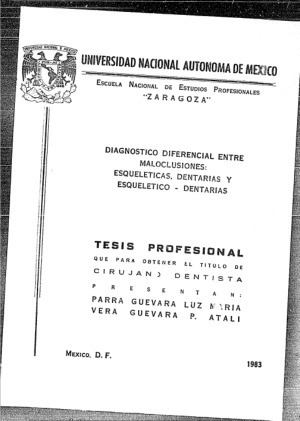 UNIVERSIDAD NACIONAL AUTONOMA DE MEXICO
ESCUELA NACIONAL DE ESTUDIOS PROFESIONALES
"ZARAGOZA"
DIAGNOSTICO DIFERENCIAL ENTRE
MALOCLUSIONES:
ESQUELETICAS, DENTARIAS Y
ESQUELETICO - DENTARIAS
TESIS PROFESIONAL
QUE PARA OBTENER EL TITULO DE
CIRUJANO DENTISTA
PRESENTAN:
PARRA GUEVARA LUZ MARIA
VERA GUEVARA P. ATALI
MEXICO, D. F.
1983